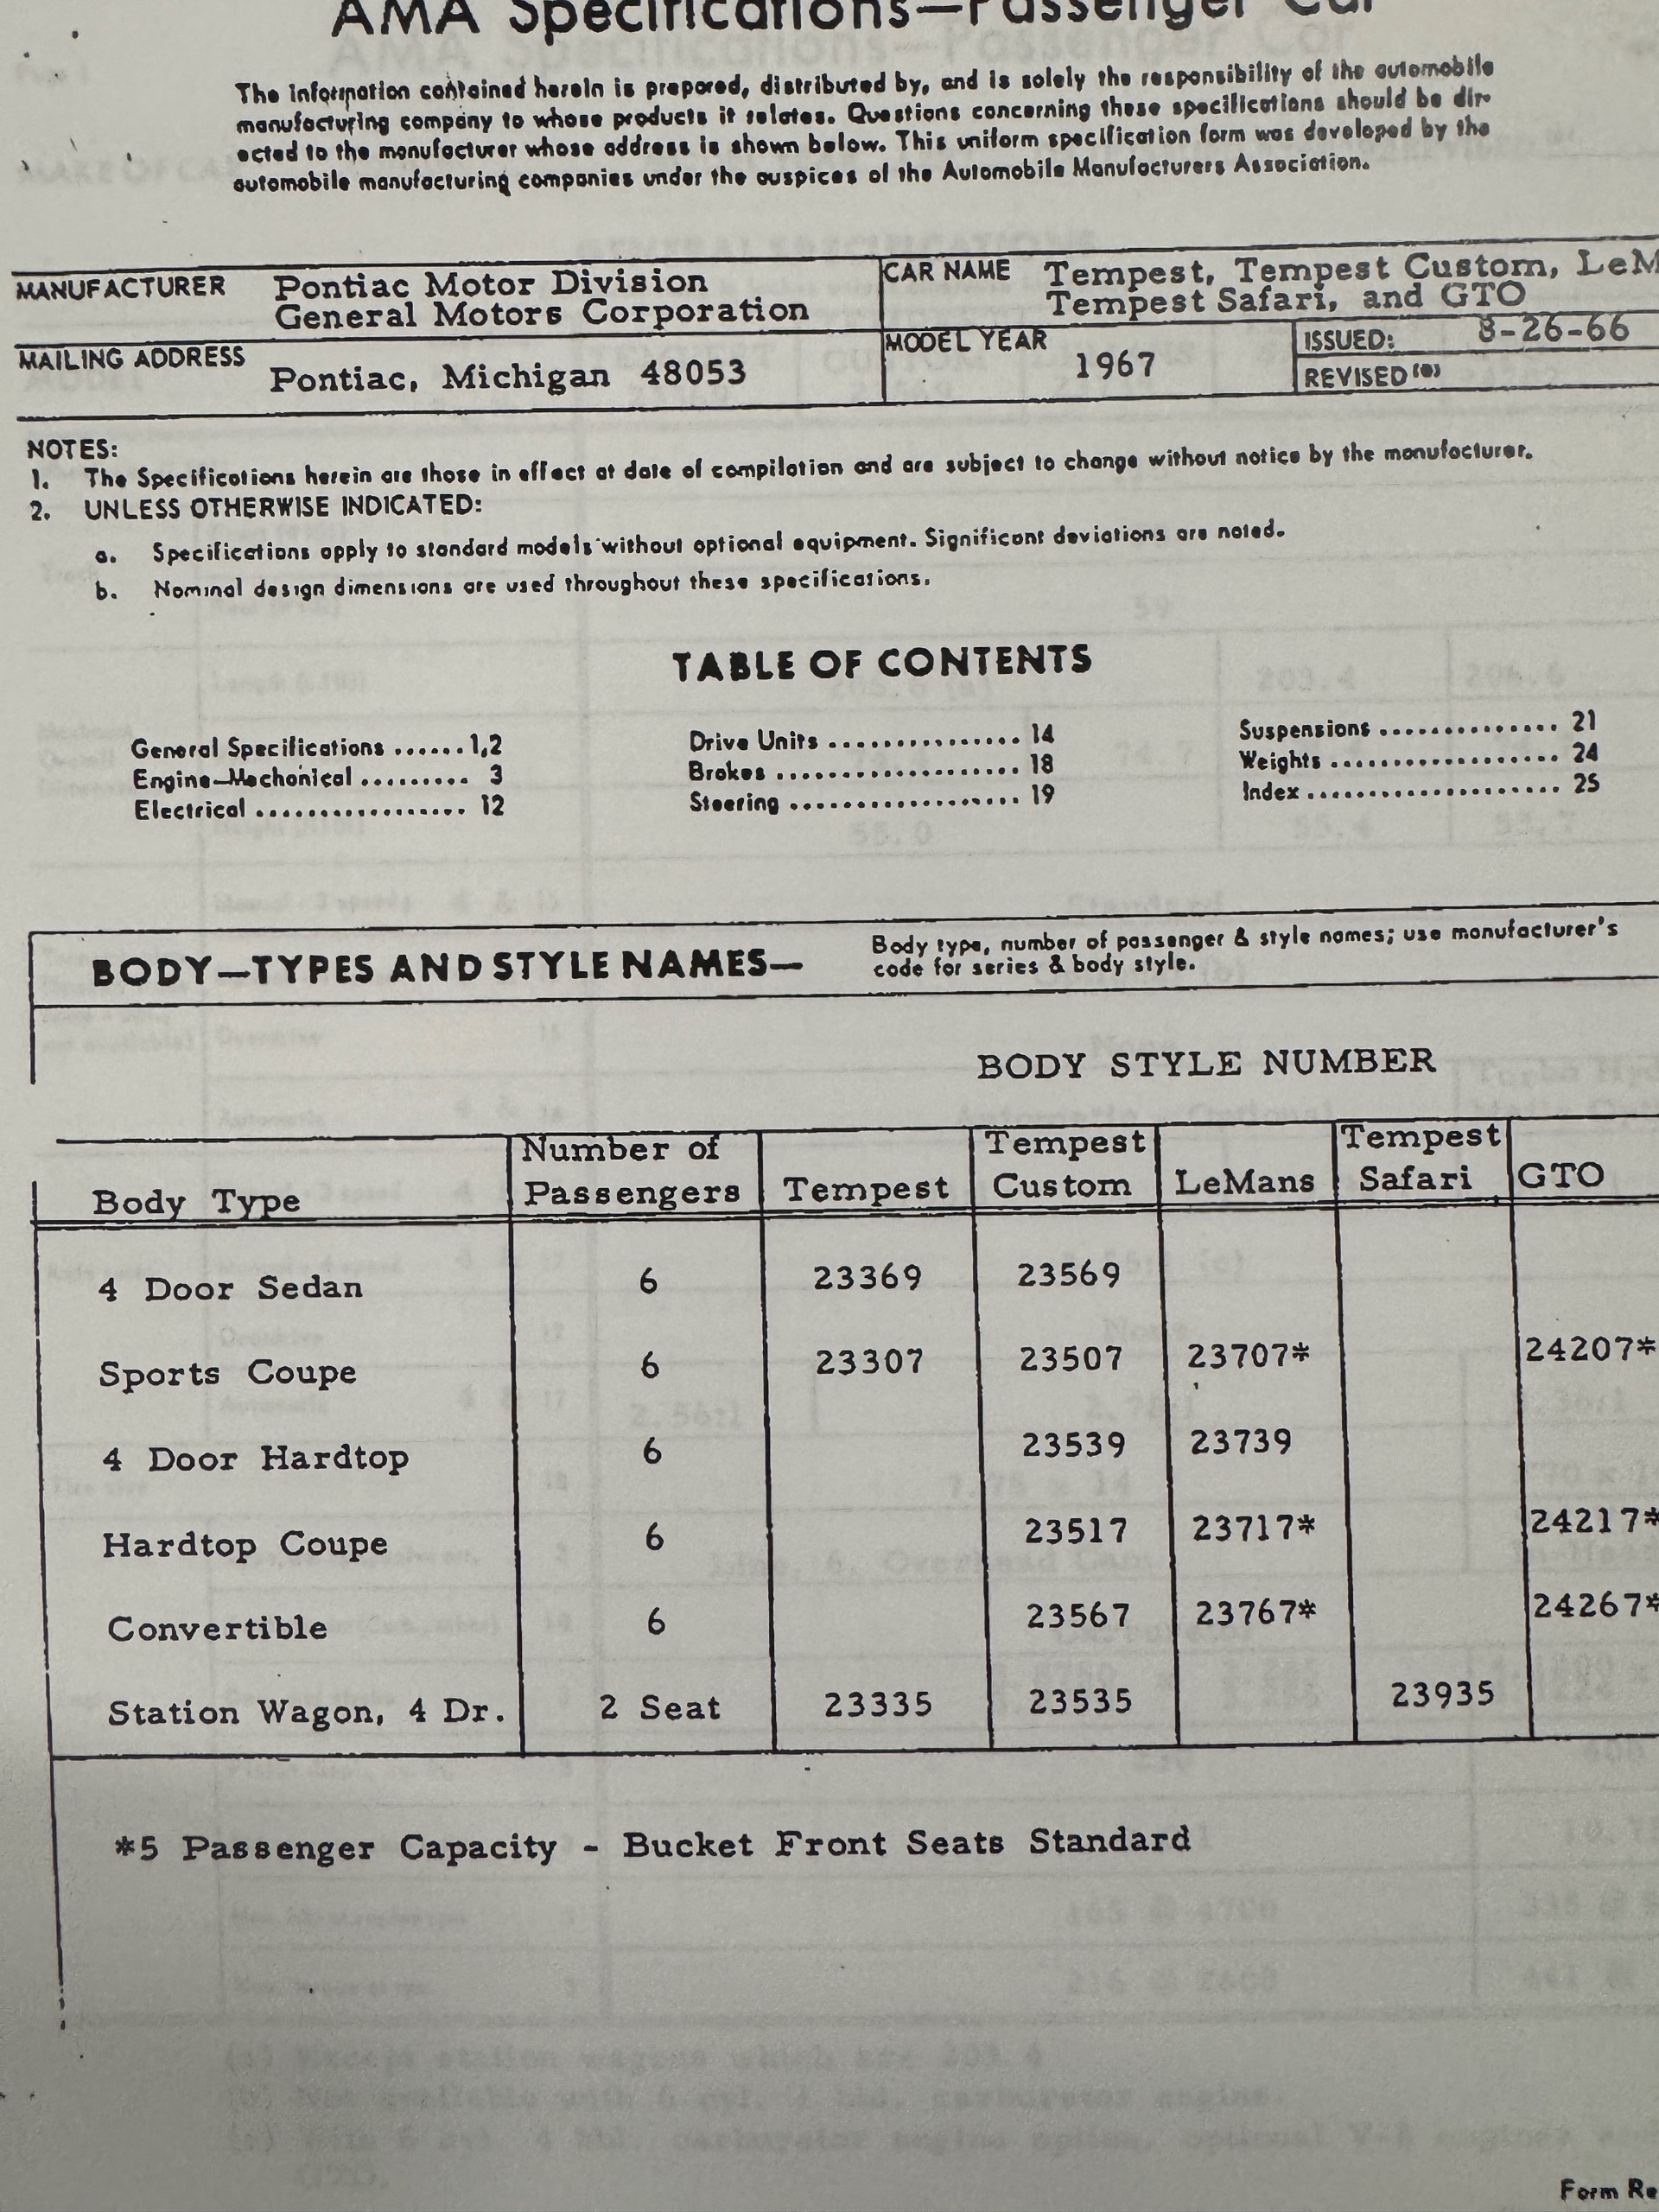 AMA Specifications—Passenger Car
The information contained herein is prepared, distributed by, and is solely the responsibility of the automobile
manufacturing company to whose products it relates. Questions concerning these specifications should be dir-
ected to the manufacturer whose address is shown below. This uniform specification form was developed by the
automobile manufacturing companies under the auspices of the Automobile Manufacturers Association.
MANUFACTURER Pontiac Motor Division
General Motors Corporation
CAR NAME Tempest, Tempest Custom, LeM
Tempest Safari, and GTO
MAILING ADDRESS
Pontiac, Michigan 48053
MODEL YEAR
1967
ISSUED: 8-26-66
REVISED (●)
NOTES:
1. The Specifications herein are those in effect at date of compilation and are subject to change without notice by the manufacturer.
2. UNLESS OTHERWISE INDICATED:
a. Specifications apply to standard models without optional equipment. Significant deviations are noted.
b. Nominal design dimensions are used throughout these specifications.
TABLE OF CONTENTS
General Specifications ......1,2
Engine—Mechanical ......... 3
Electrical ................. 12
Drive Units ............... 14
Brakes ................... 18
Steering .................. 19
Suspensions .............. 21
Weights .................. 24
Index ..................... 25
BODY—TYPES AND STYLE NAMES—
Body type, number of passenger & style names; use manufacturer's
code for series & body style.
BODY STYLE NUMBER
Body Type Number of Passengers Tempest Tempest Custom LeMans Tempest Safari GTO
4 Door Sedan 6 23369 23569
Sports Coupe 6 23307 23507 23707* 24207*
4 Door Hardtop 6 23539 23739
Hardtop Coupe 6 23517 23717* 24217*
Convertible 6 23567 23767* 24267*
Station Wagon, 4 Dr. 2 Seat 23335 23535 23935
*5 Passenger Capacity - Bucket Front Seats Standard
Form Re